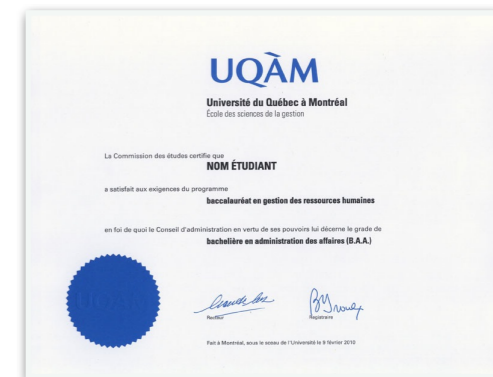 UQÀM
Université du Québec à Montréal
École des sciences de la gestion
La Commission des études certifie que
NOM ÉTUDIANT
a satisfait aux exigences du programme
baccalauréat en gestion des ressources humaines
en foi de quoi le Conseil d'administration en vertu de ses pouvoirs lui décerne le grade de
bachelière en administration des affaires (B.A.A.)
UQAM
Recteur
Registraire
Fait à Montréal, sous le sceau de l'Université le 9 février 2010